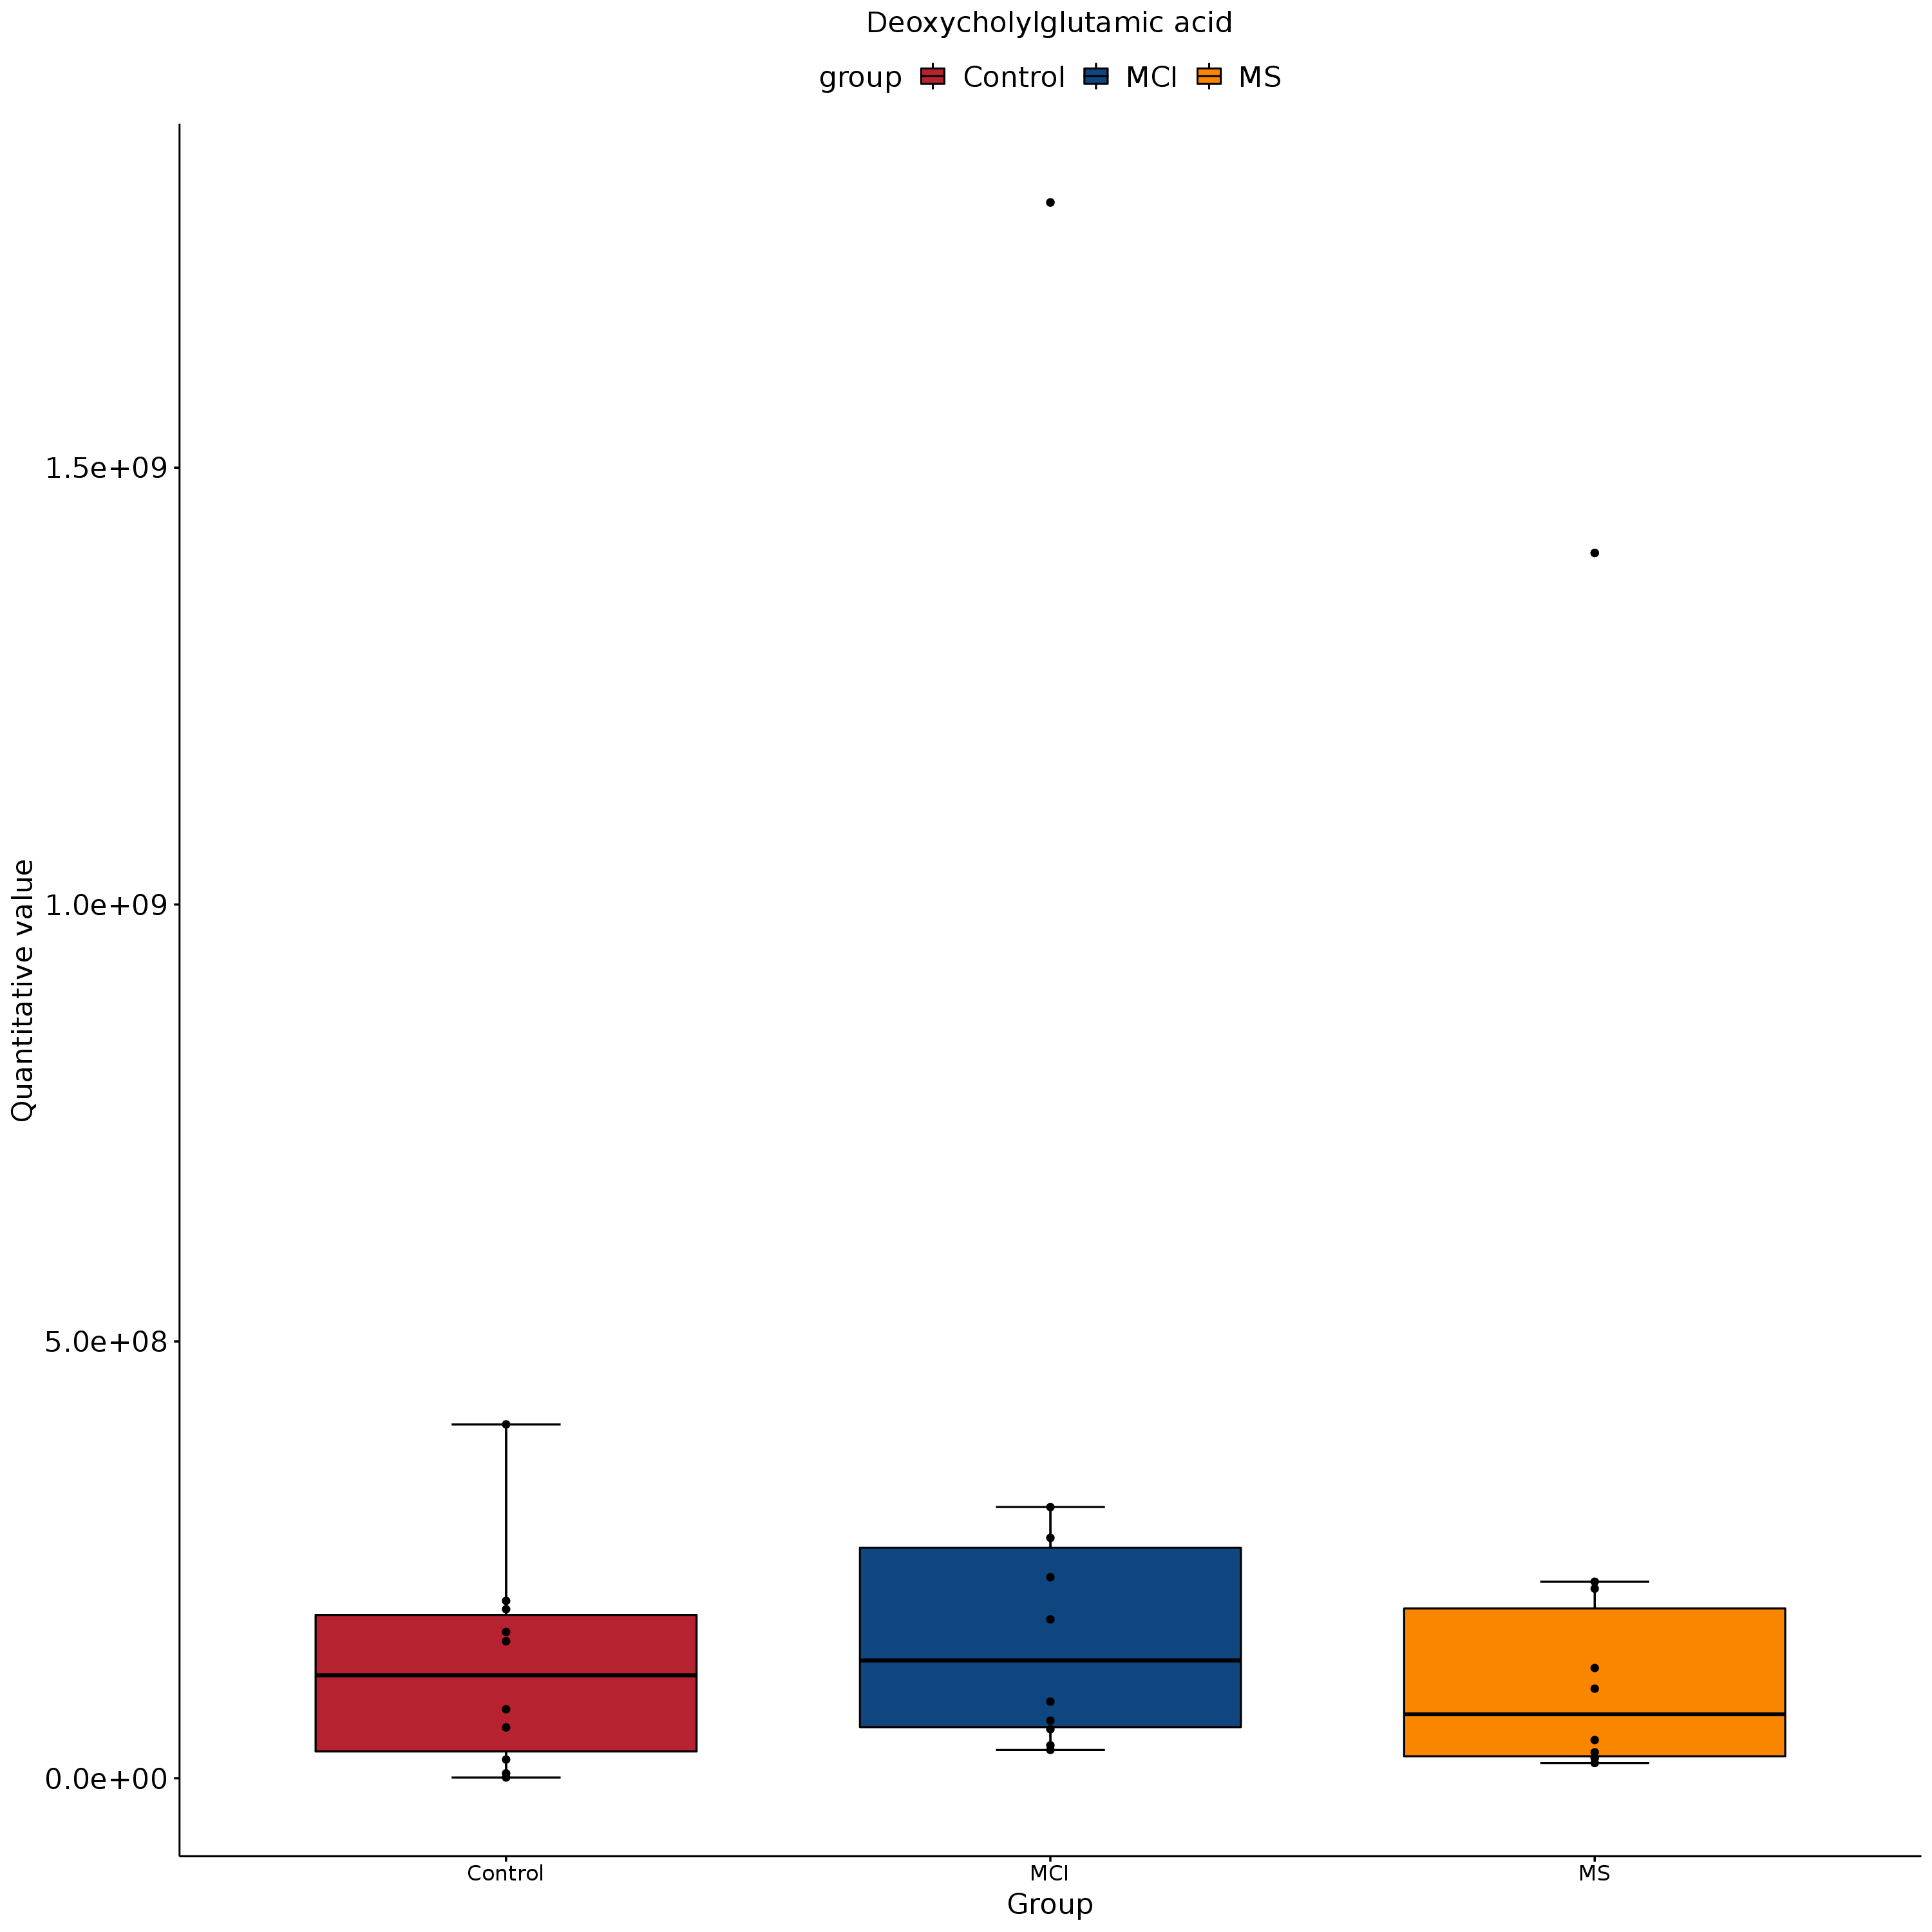 Deoxycholylglutamic acid
group Control MCI MS
1.5e+09
1.0e+09
5.0e+08
0.0e+00
Quantitative value
Control MCI MS
Group